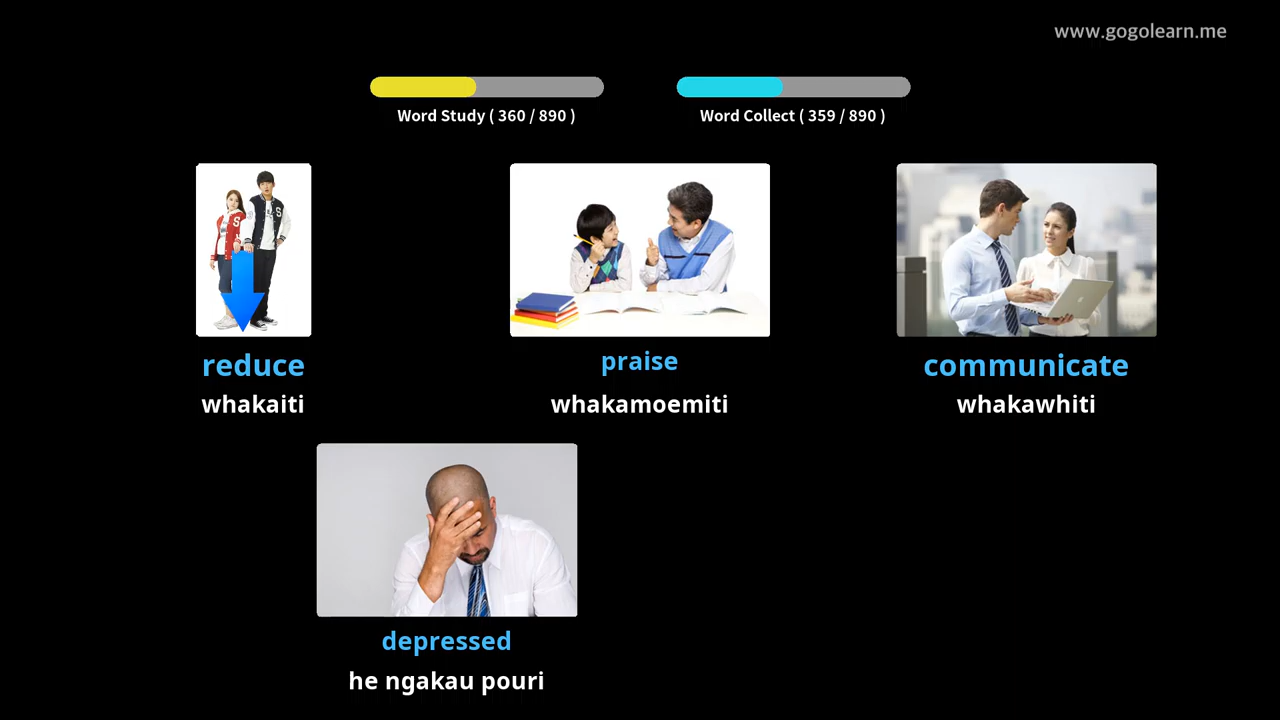 www.gogolearn.me
Word Study ( 360 / 890 )
Word Collect ( 359 / 890 )
reduce
whakaiti
praise
whakamoemiti
communicate
whakawhiti
depressed
he ngakau pouri